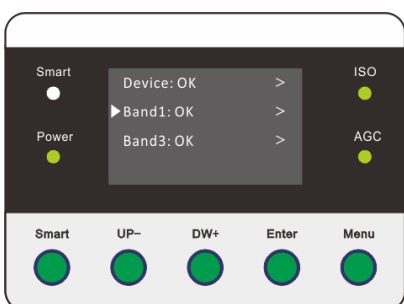 Smart
ISO
Device: OK >
Band1: OK >
Power
Band3: OK >
AGC
Smart UP-- DW+ Enter Menu